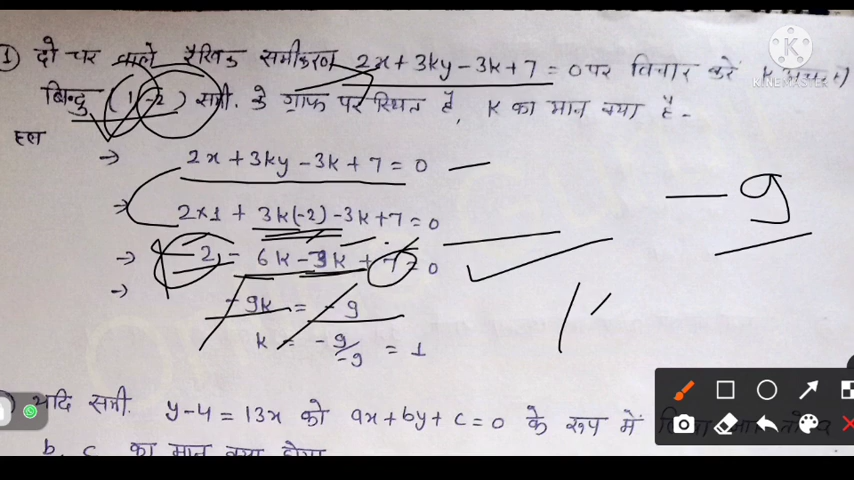 ① दो चर वाले रैखिक समीकरण 2x + 3ky - 3k + 7 = 0 पर विचार करें K
बिन्दु (1, -2) समी. के ग्राफ पर स्थित है, K का मान क्या है -
KINEMASTER
हल
→ 2x + 3ky - 3k + 7 = 0
→ 2×1 + 3k(-2) - 3k + 7 = 0
→ 2 - 6k - 3k + 7 = 0
→ - 9k = - 9
k = - 9/-9 = 1
- 9
यदि समी. y - 4 = 13x को ax + by + c = 0 के रूप में
b, c का मान क्या होगा